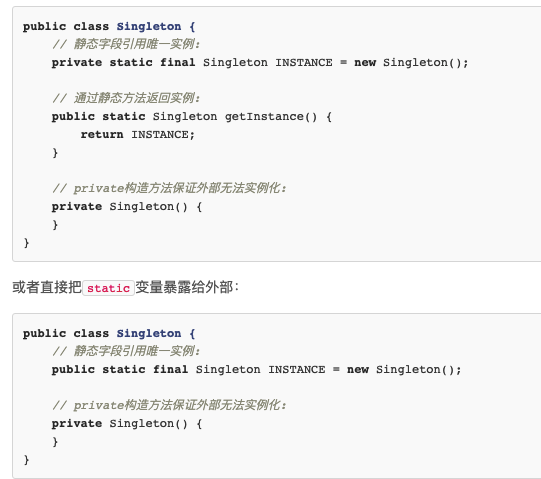 public class Singleton {
    // 静态字段引用唯一实例:
    private static final Singleton INSTANCE = new Singleton();
    // 通过静态方法返回实例:
    public static Singleton getInstance() {
        return INSTANCE;
    }
    // private构造方法保证外部无法实例化:
    private Singleton() {
    }
}
或者直接把static变量暴露给外部：
public class Singleton {
    // 静态字段引用唯一实例:
    public static final Singleton INSTANCE = new Singleton();
    // private构造方法保证外部无法实例化:
    private Singleton() {
    }
}